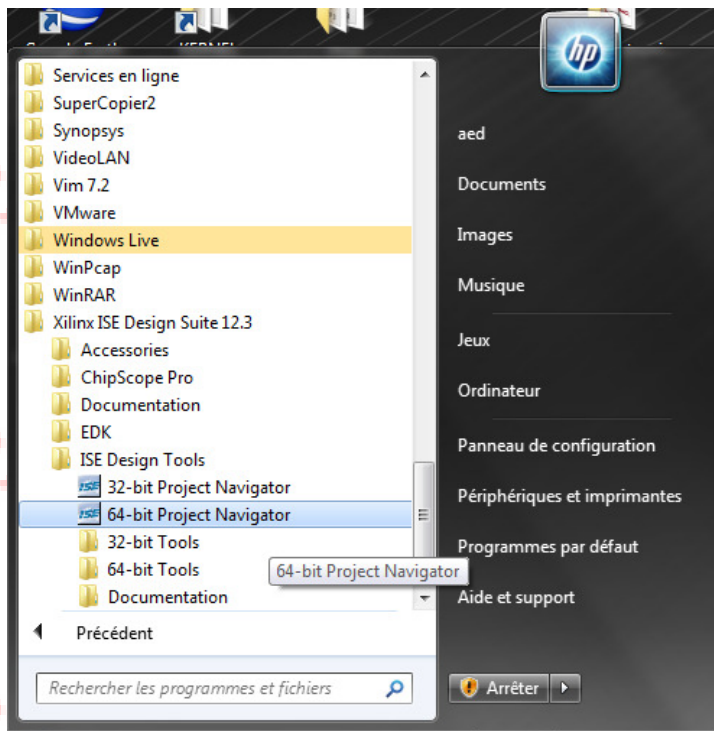 hp
Services en ligne
SuperCopier2
Synopsys
VideoLAN
Vim 7.2
VMware
Windows Live
WinPcap
WinRAR
Xilinx ISE Design Suite 12.3
Accessories
ChipScope Pro
Documentation
EDK
ISE Design Tools
ISE 32-bit Project Navigator
ISE 64-bit Project Navigator
32-bit Tools
64-bit Tools
64-bit Project Navigator
Documentation
Précédent
Rechercher les programmes et fichiers
aed
Documents
Images
Musique
Jeux
Ordinateur
Panneau de configuration
Périphériques et imprimantes
Programmes par défaut
Aide et support
Arrêter